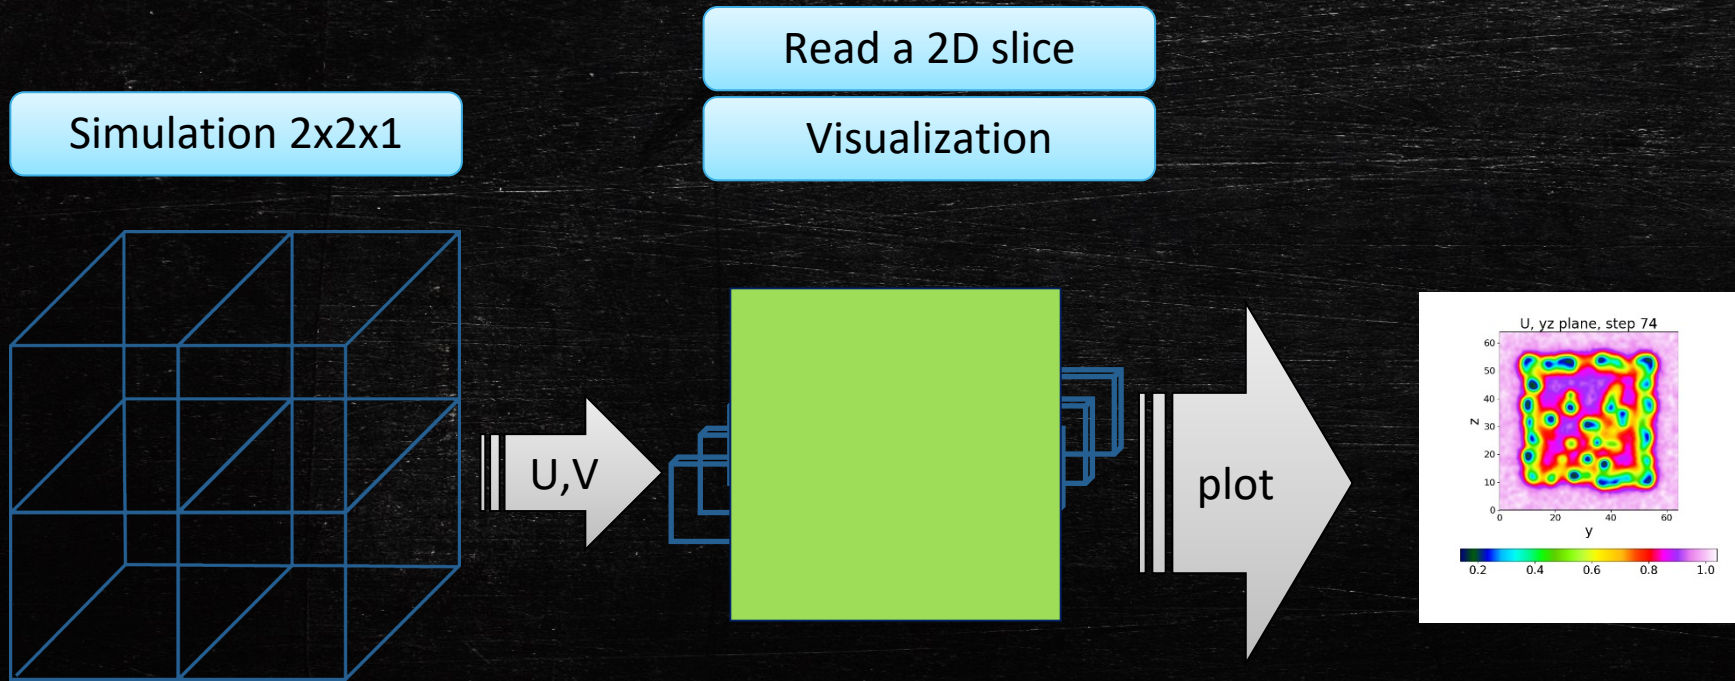 Read a 2D slice
Simulation 2x2x1
Visualization
U,V
plot
U, yz plane, step 74
60
50
40
30
20
10
0
z
0 20 40 60
y
0.2 0.4 0.6 0.8 1.0